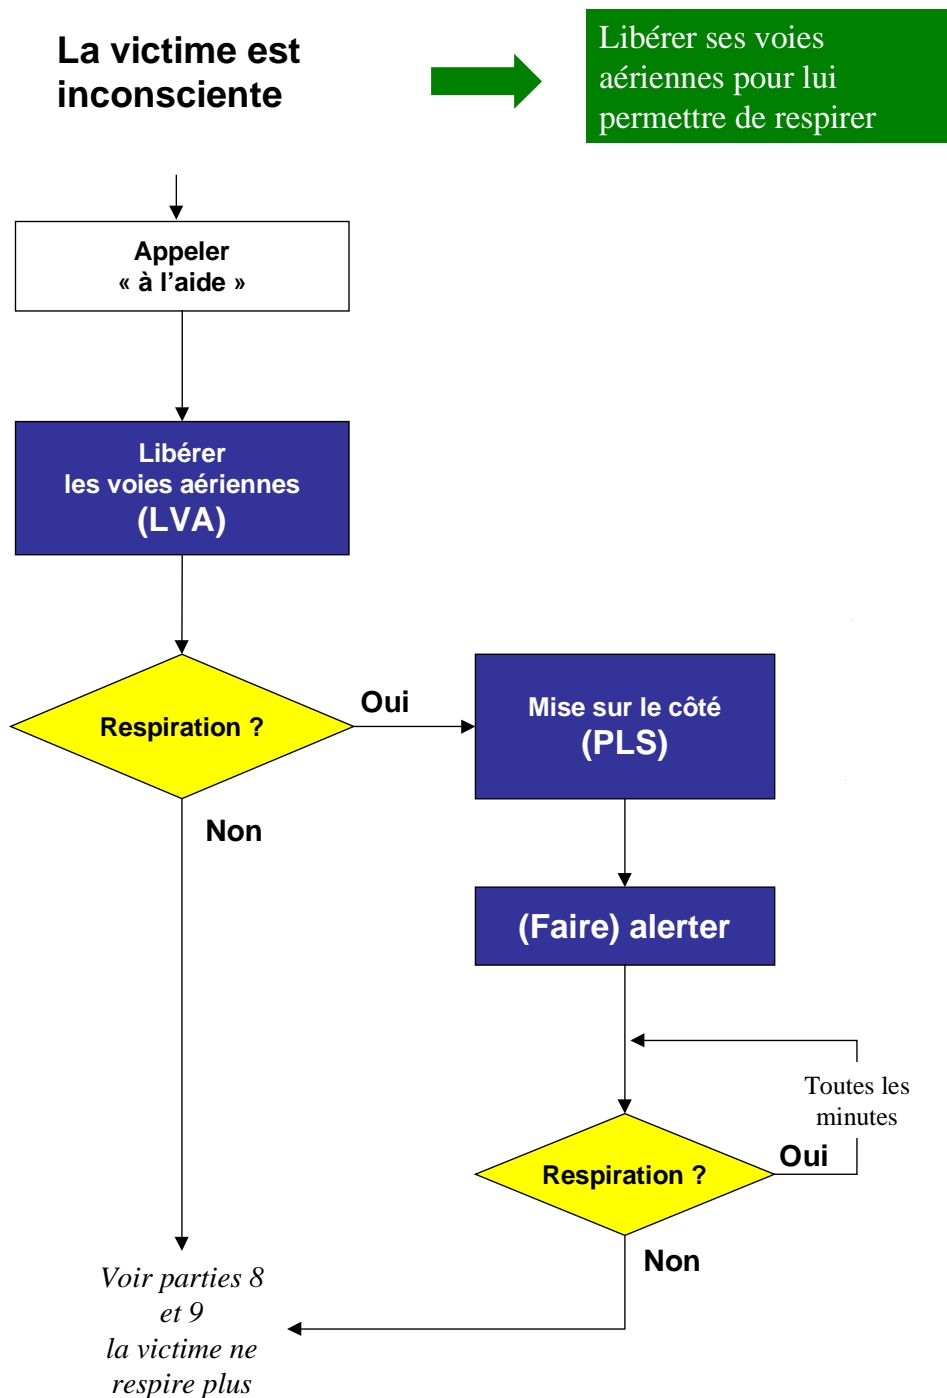 La victime est
inconsciente
Libérer ses voies
aériennes pour lui
permettre de respirer
Appeler
« à l’aide »
Libérer
les voies aériennes
(LVA)
Respiration ?
Oui
Mise sur le côté
(PLS)
Non
(Faire) alerter
Toutes les
minutes
Respiration ?
Oui
Non
Voir parties 8
et 9
la victime ne
respire plus